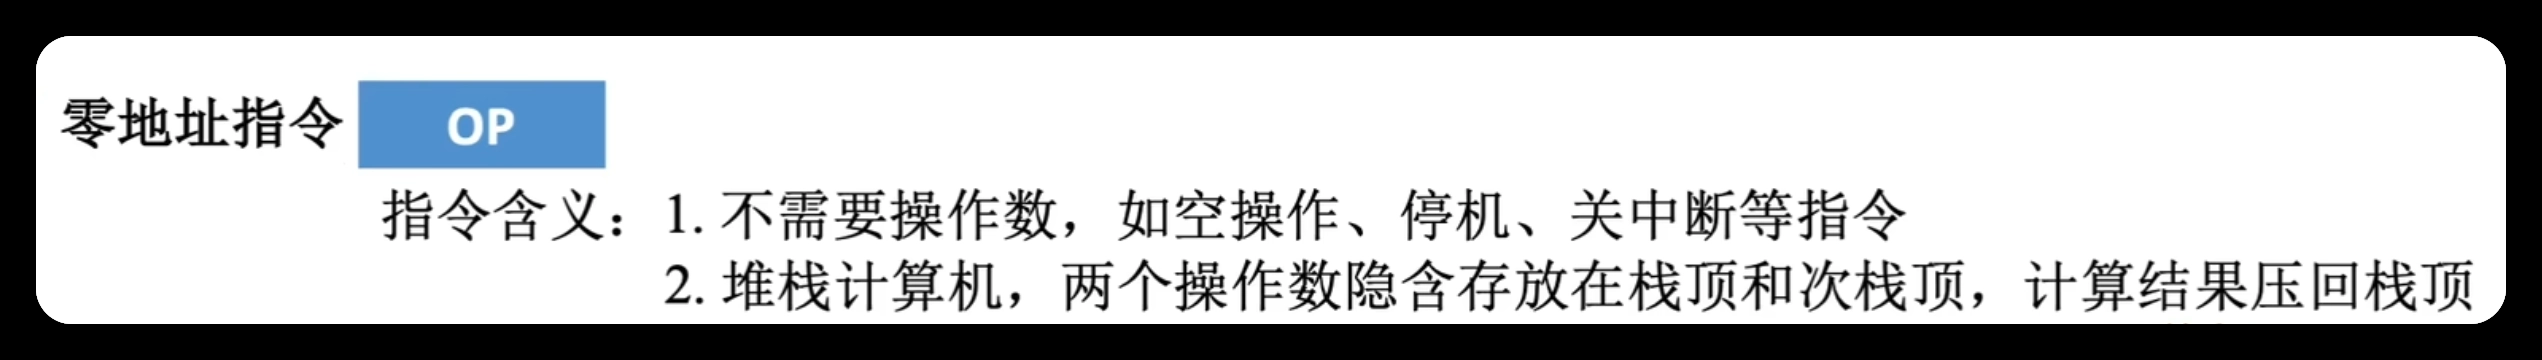 零地址指令 OP
指令含义：1. 不需要操作数，如空操作、停机、关中断等指令
2. 堆栈计算机，两个操作数隐含存放在栈顶和次栈顶，计算结果压回栈顶